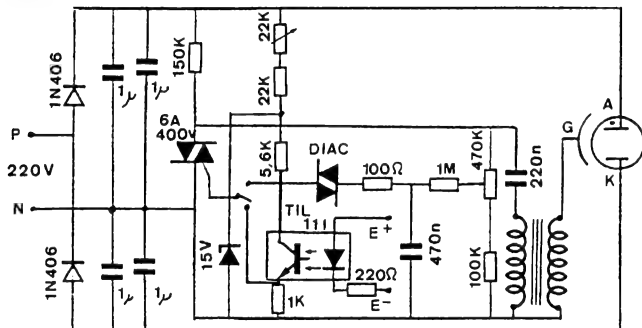 22K
22K
150K
1N406
1μ
1μ
6A
400v
P
220V
N
5,6K
DIAC
100Ω
1M
470K
220n
G
A
K
TIL
111
E+
E-
220Ω
470n
100K
15V
1K
1N406
1μ
1μ